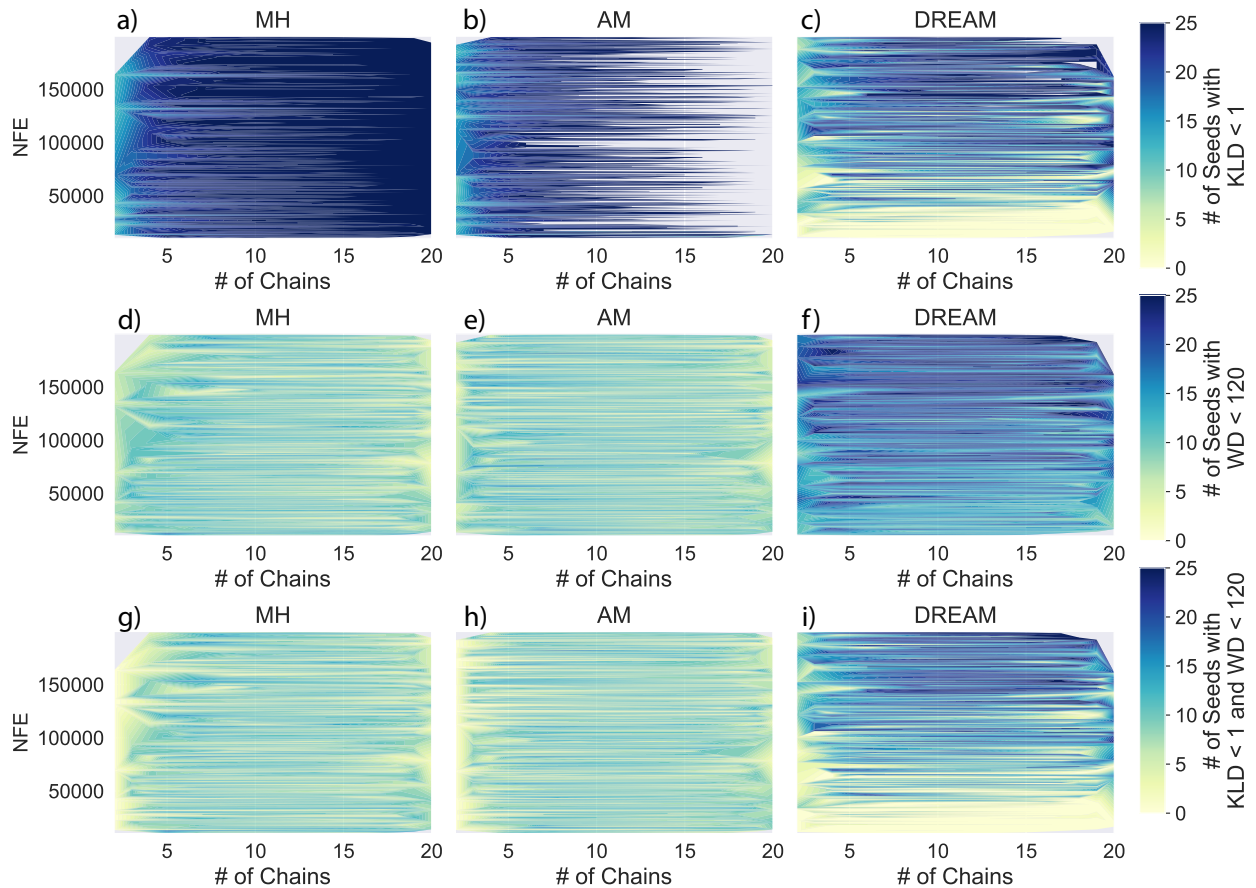 a) MH b) AM c) DREAM
NFE
150000
100000
50000
5 10 15 20 5 10 15 20 5 10 15 20
# of Chains # of Chains # of Chains
25
20
15
10
5
0
# of Seeds with
KLD < 1
d) MH e) AM f) DREAM
NFE
150000
100000
50000
5 10 15 20 5 10 15 20 5 10 15 20
# of Chains # of Chains # of Chains
25
20
15
10
5
0
# of Seeds with
WD < 120
g) MH h) AM i) DREAM
NFE
150000
100000
50000
5 10 15 20 5 10 15 20 5 10 15 20
# of Chains # of Chains # of Chains
25
20
15
10
5
0
# of Seeds with
KLD < 1 and WD < 120